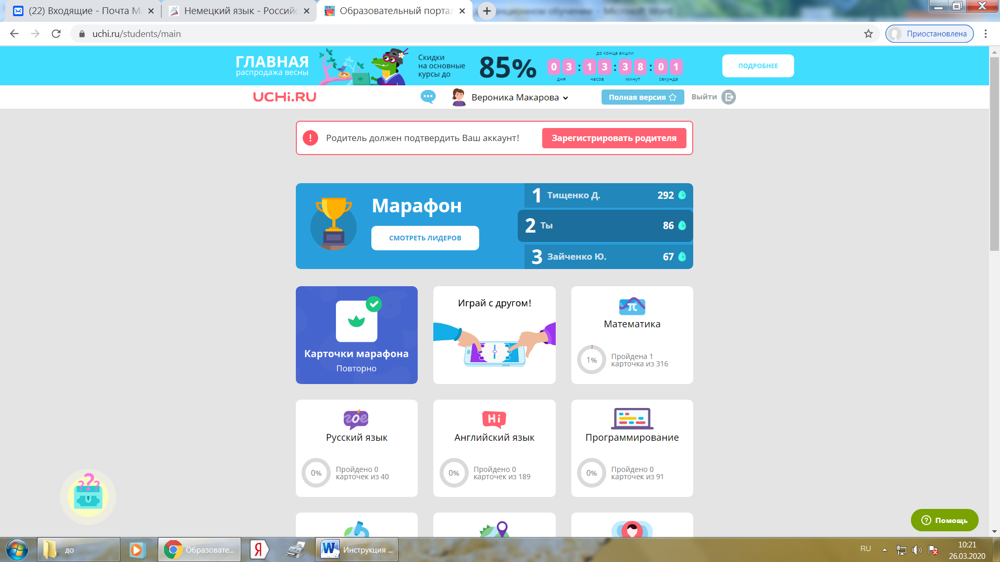 (22) Входящие - Почта Ma
Немецкий язык - Российс
Образовательный портал
Microsoft Word
uchi.ru/students/main
Приостановлена
ГЛАВНАЯ
распродажа весны
Скидки
на основные
курсы до
85%
до конца акции
03 : 13 : 38 : 01
дня часов минут секунда
ПОДРОБНЕЕ
UCHi.RU
Вероника Макарова
Полная версия
Выйти
! Родитель должен подтвердить Ваш аккаунт!
Зарегистрировать родителя
Марафон
СМОТРЕТЬ ЛИДЕРОВ
1 Тищенко Д. 292
2 Ты 86
3 Зайченко Ю. 67
Карточки марафона
Повторно
Играй с другом!
π
Математика
1%
Пройдена 1
карточка из 316
Русский язык
0%
Пройдено 0
карточек из 40
Hi
Английский язык
0%
Пройдено 0
карточек из 189
Программирование
0%
Пройдено 0
карточек из 91
???
? Помощь
до
Образовате...
Я
W
Инструкция ...
RU
10:21
26.03.2020